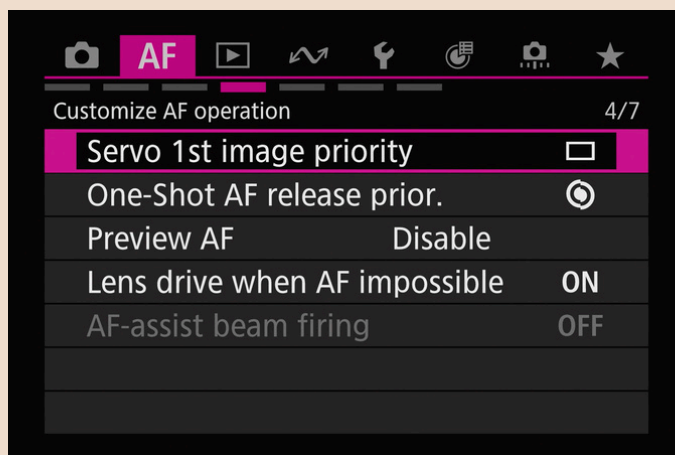 AF
Customize AF operation 4/7
Servo 1st image priority
One-Shot AF release prior.
Preview AF Disable
Lens drive when AF impossible ON
AF-assist beam firing OFF